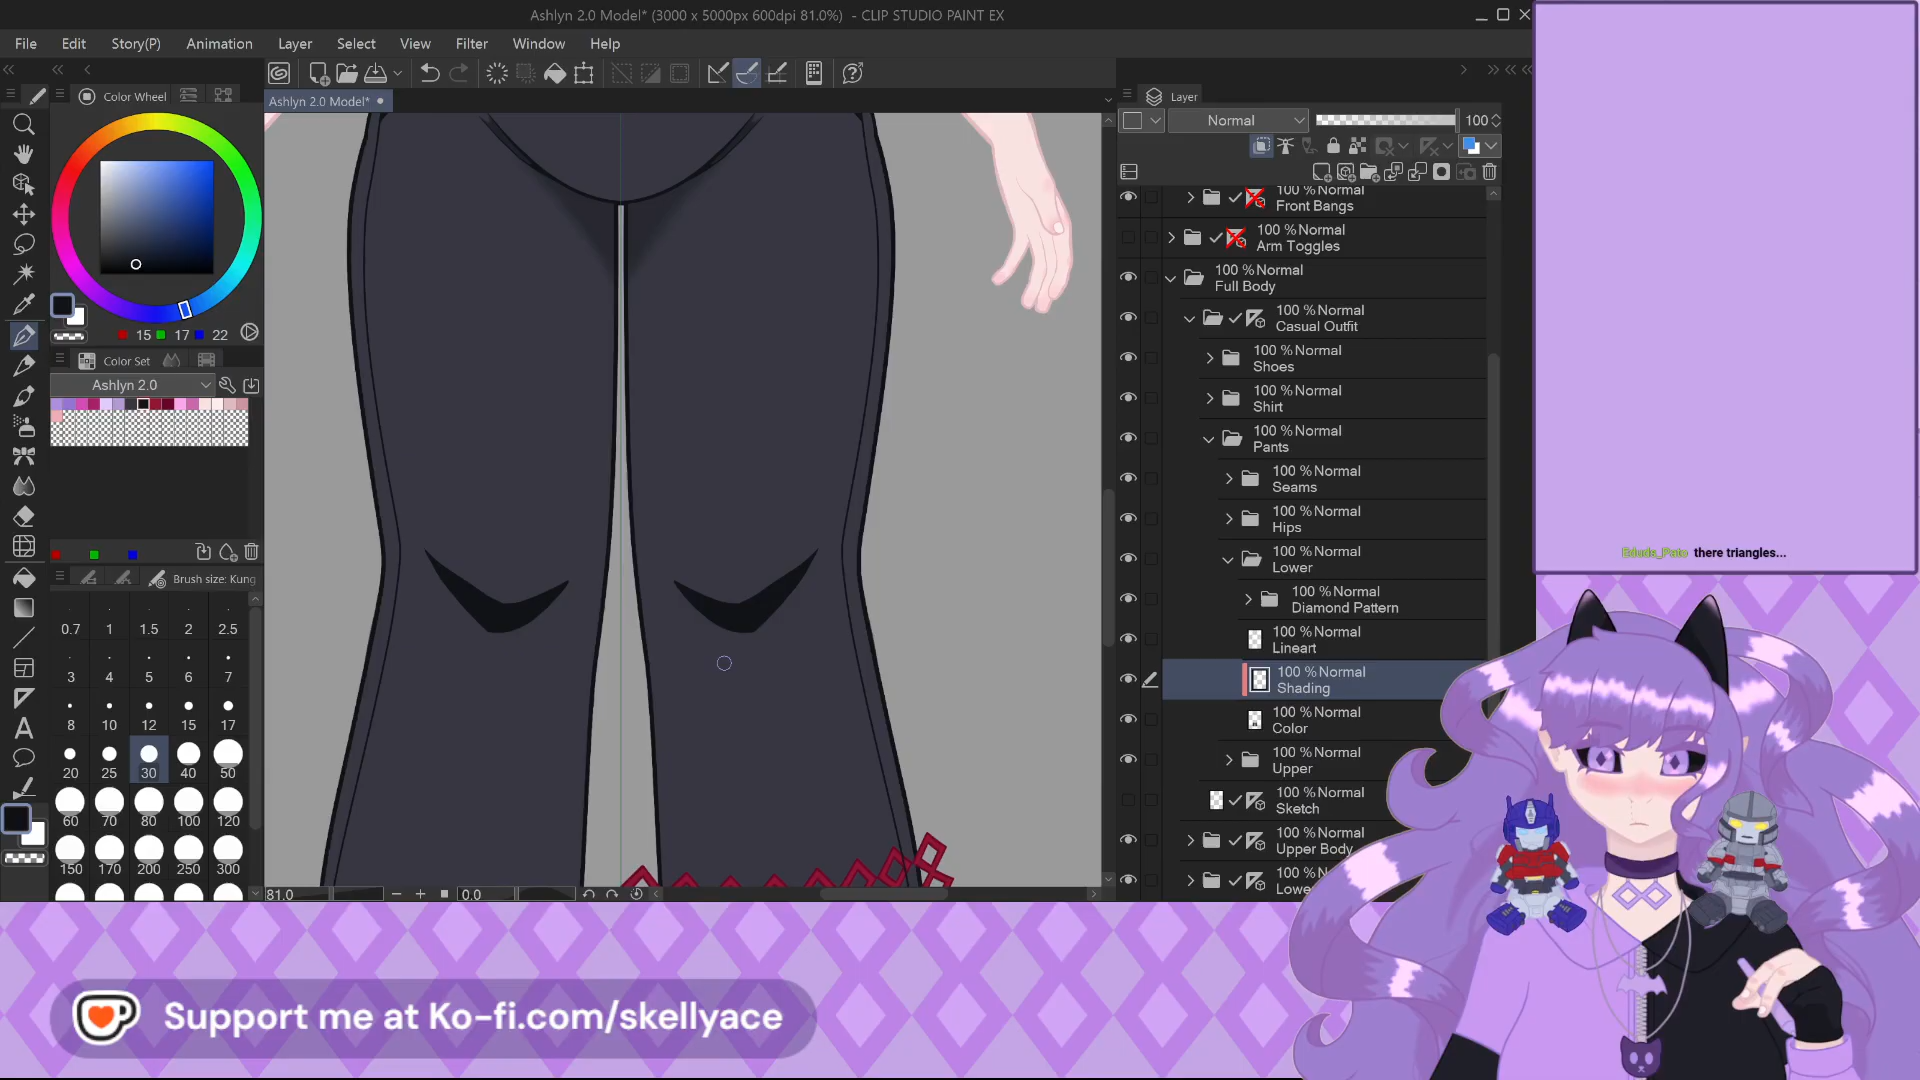 Ashlyn 2.0 Model* (3000 x 5000px 600dpi 81.0%) - CLIP STUDIO PAINT EX
File Edit Story(P) Animation Layer Select View Filter Window Help
Color Wheel
Ashlyn 2.0 Model*
Layer
Normal 100
15 17 22
Color Set
Ashlyn 2.0
Brush size: Kung
0.7 1 1.5 2 2.5
3 4 5 6 7
8 10 12 15 17
20 25 30 40 50
60 70 80 100 120
150 170 200 250 300
81.0 0.0
100 % Normal
Front Bangs
100 % Normal
Arm Toggles
100 % Normal
Full Body
100 % Normal
Casual Outfit
100 % Normal
Shoes
100 % Normal
Shirt
100 % Normal
Pants
100 % Normal
Seams
100 % Normal
Hips
100 % Normal
Lower
100 % Normal
Diamond Pattern
100 % Normal
Lineart
100 % Normal
Shading
100 % Normal
Color
100 % Normal
Upper
100 % Normal
Sketch
100 % Normal
Upper Body
100 % Normal
there triangles...
Support me at Ko-fi.com/skellyace